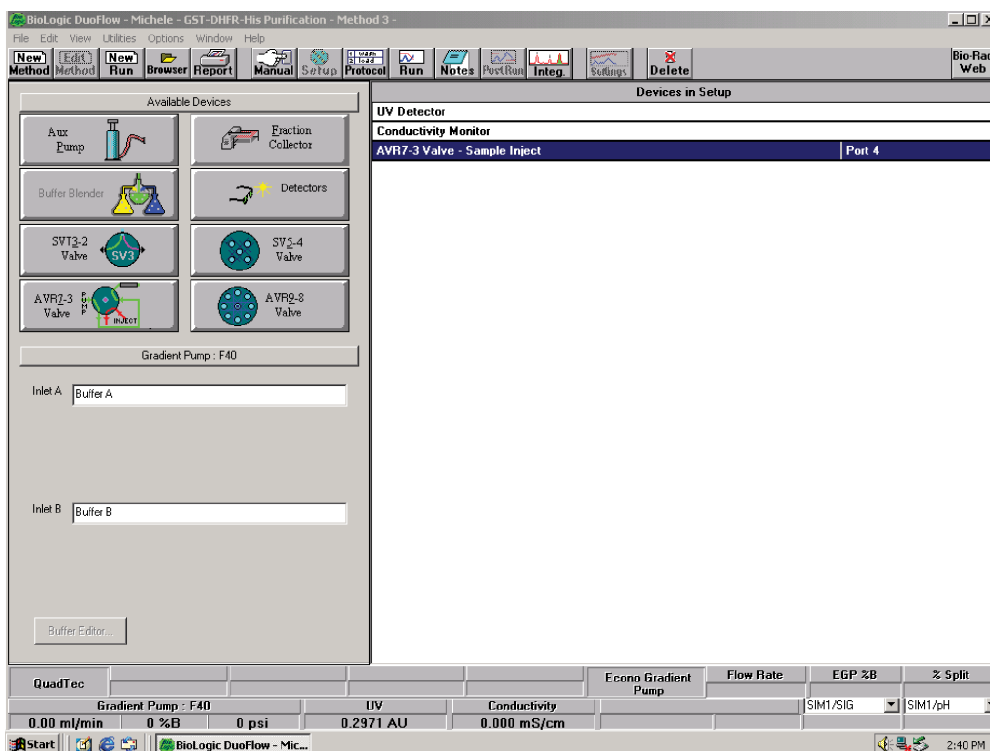 BioLogic DuoFlow - Michele - GST-DHFR-His Purification - Method 3 -
File Edit View Utilities Options Window Help
New Method Edit Method New Run Browser Report Manual Setup Protocol Run Notes PostRun Integ. Settings Delete Bio-Rad Web
Available Devices
Aux Pump
Fraction Collector
Buffer Blender
Detectors
SVT3-2 Valve
SV3
SV5-4 Valve
AVR7-3 Valve
PUMP
INJECT
AVR9-8 Valve
Gradient Pump : F40
Inlet A Buffer A
Inlet B Buffer B
Buffer Editor...
Devices in Setup
UV Detector
Conductivity Monitor
AVR7-3 Valve - Sample Inject Port 4
QuadTec Econo Gradient Pump Flow Rate EGP %B % Split
Gradient Pump : F40 UV Conductivity SIM1/SIG SIM1/pH
0.00 ml/min 0 %B 0 psi 0.2971 AU 0.000 mS/cm
Start BioLogic DuoFlow - Mic... 2:40 PM